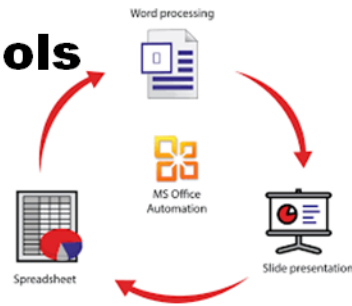 Word processing
ols
MS Office
Automation
Spreadsheet
Slide presentation